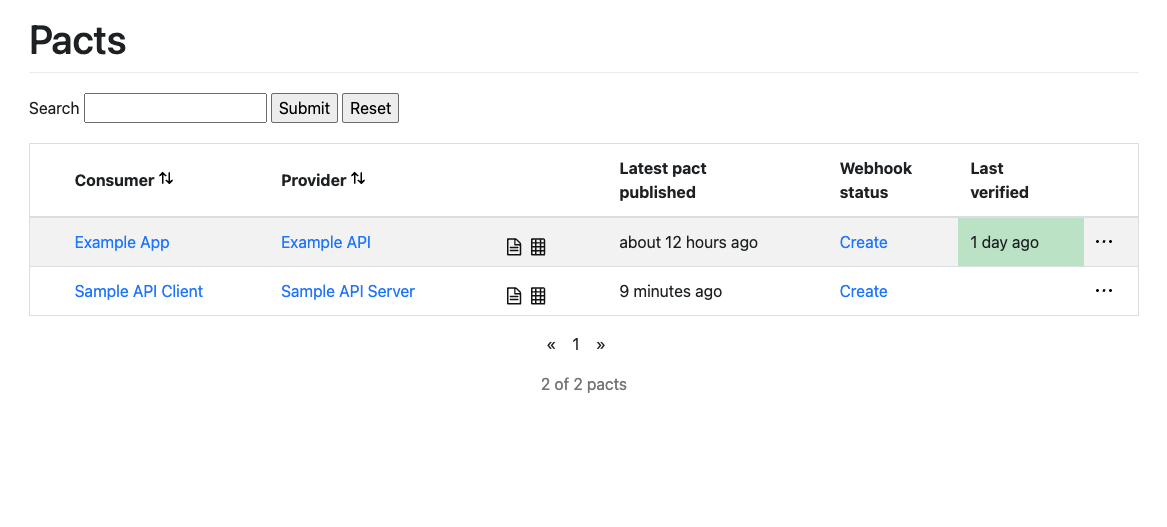 Pacts
Search Submit Reset
Consumer Provider Latest pact published Webhook status Last verified
Example App Example API about 12 hours ago Create 1 day ago ...
Sample API Client Sample API Server 9 minutes ago Create ...
« 1 »
2 of 2 pacts